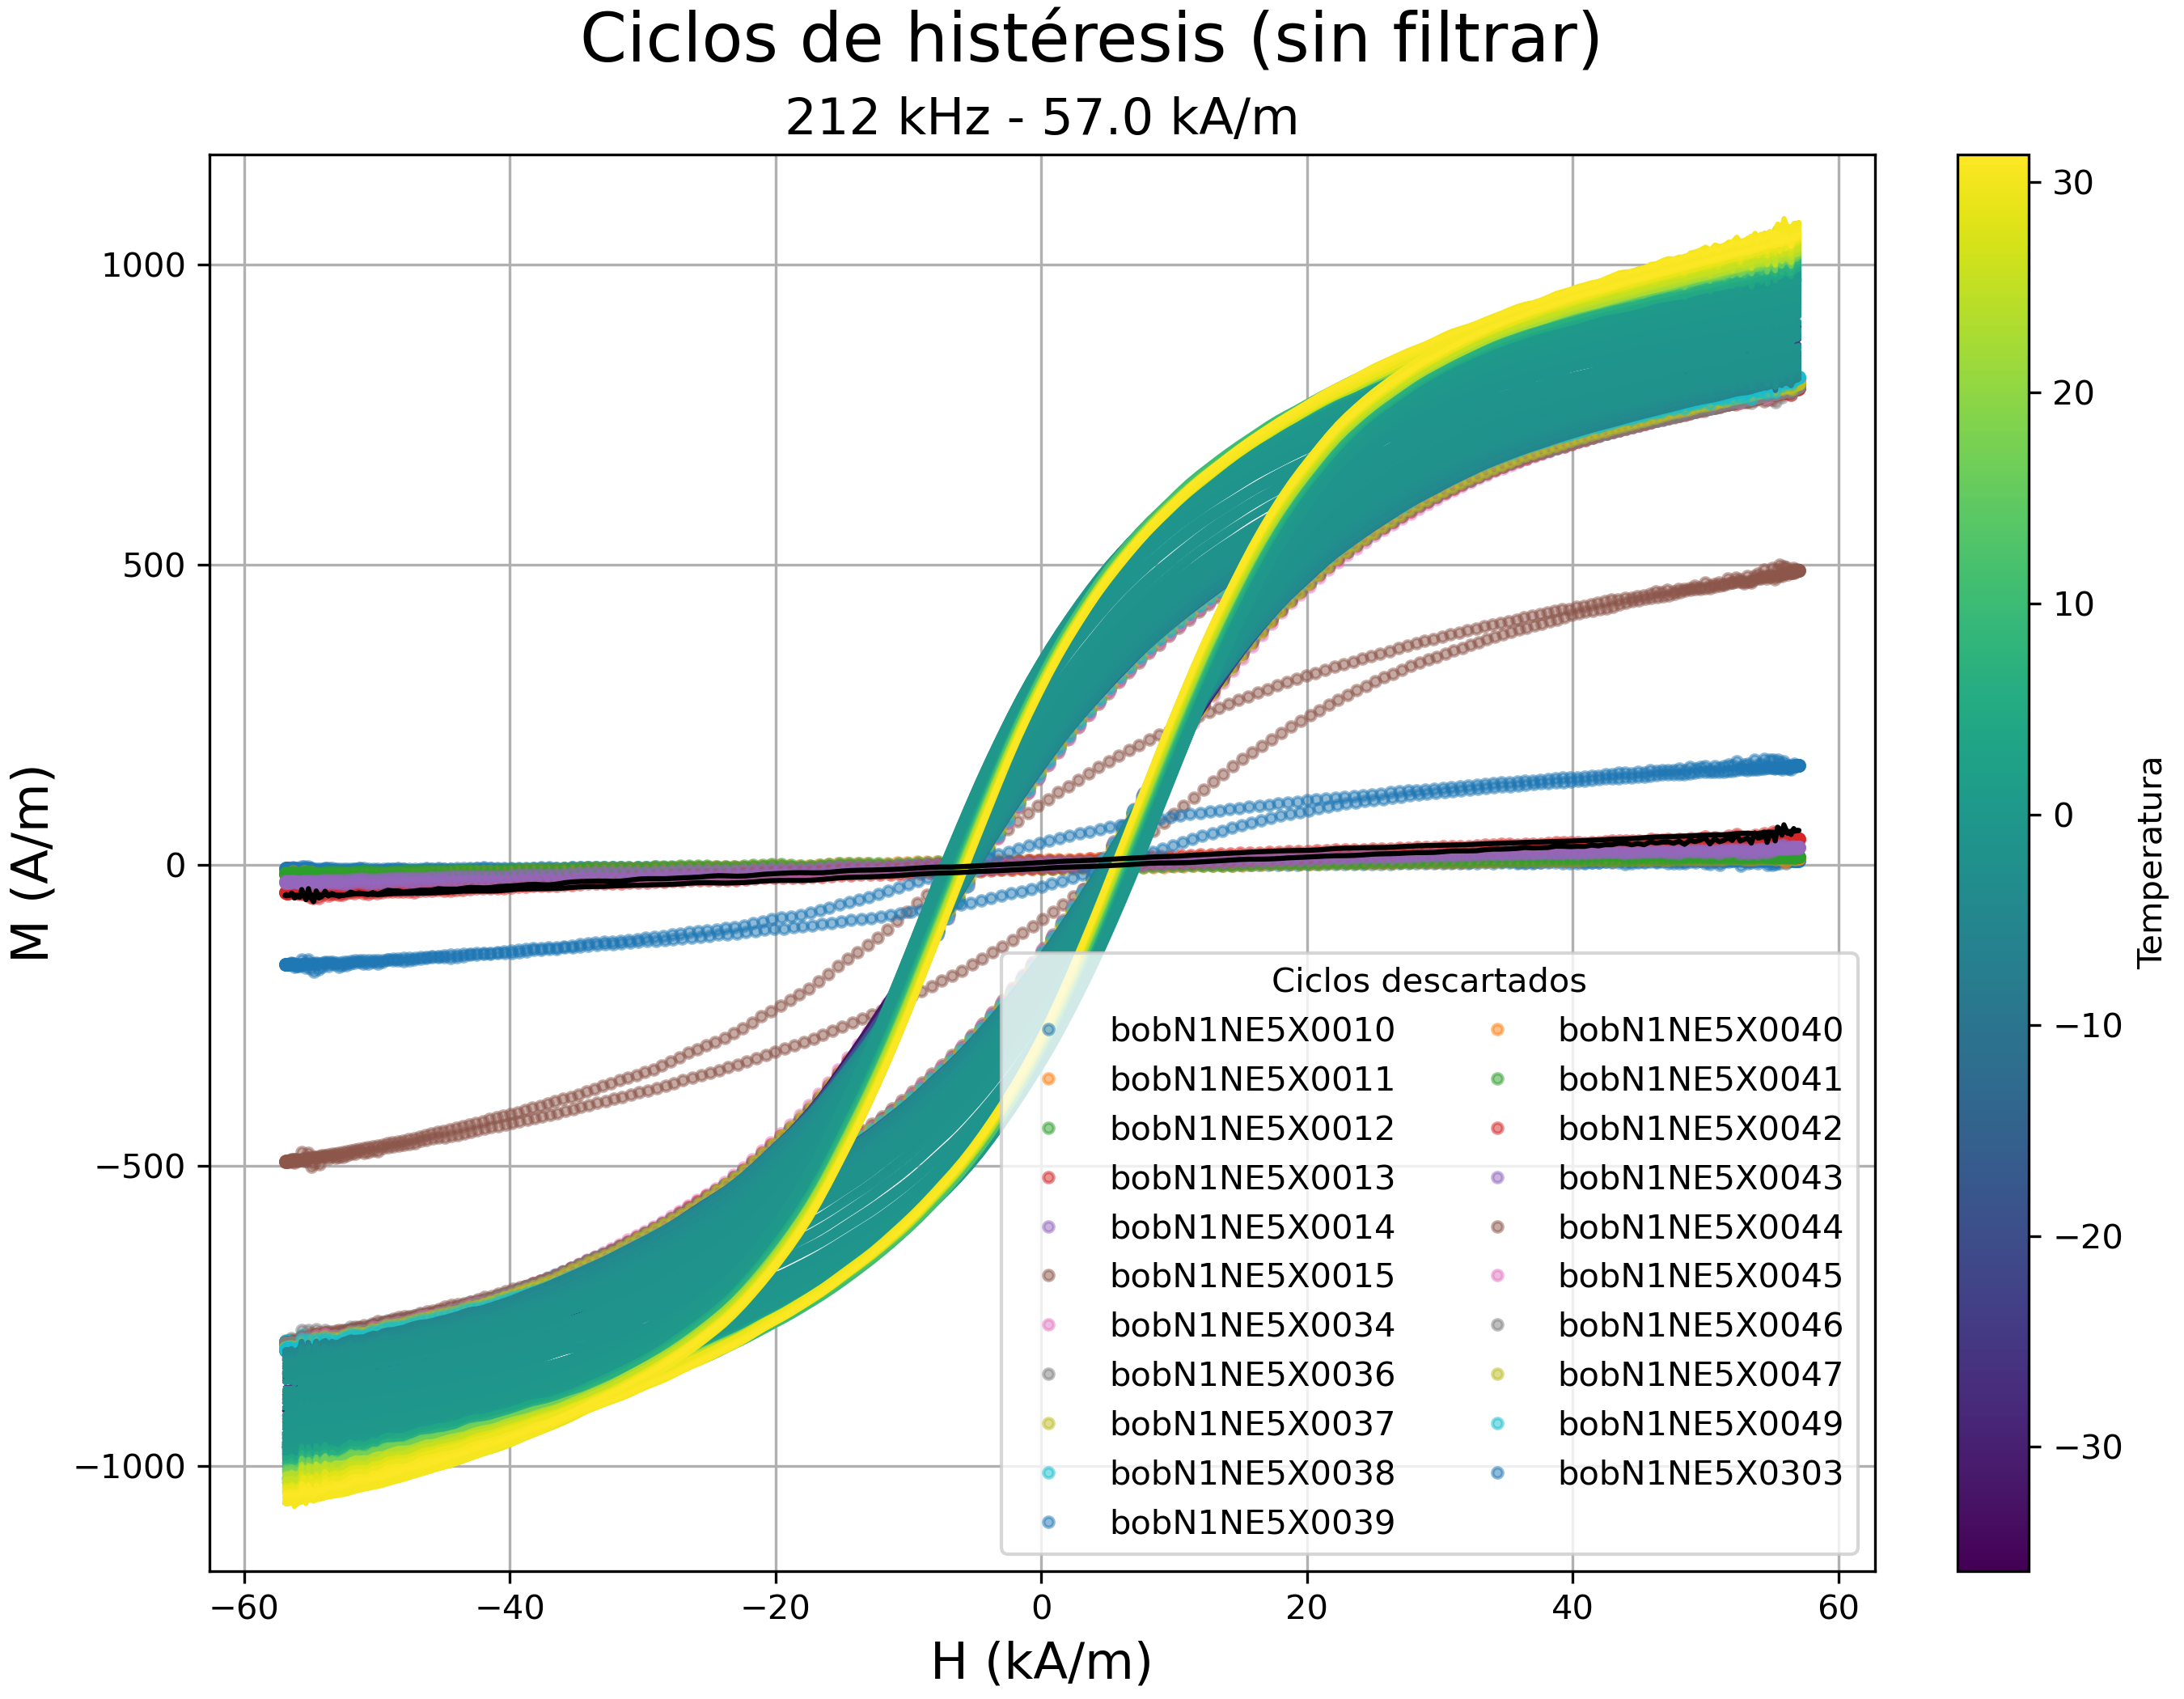 Ciclos de histéresis (sin filtrar)
212 kHz - 57.0 kA/m
M (A/m)
1000
500
0
−500
−1000
−60
−40
−20
0
20
40
60
H (kA/m)
Ciclos descartados
bobN1NE5X0010
bobN1NE5X0011
bobN1NE5X0012
bobN1NE5X0013
bobN1NE5X0014
bobN1NE5X0015
bobN1NE5X0034
bobN1NE5X0036
bobN1NE5X0037
bobN1NE5X0038
bobN1NE5X0039
bobN1NE5X0040
bobN1NE5X0041
bobN1NE5X0042
bobN1NE5X0043
bobN1NE5X0044
bobN1NE5X0045
bobN1NE5X0046
bobN1NE5X0047
bobN1NE5X0049
bobN1NE5X0303
30
20
10
0
−10
−20
−30
Temperatura